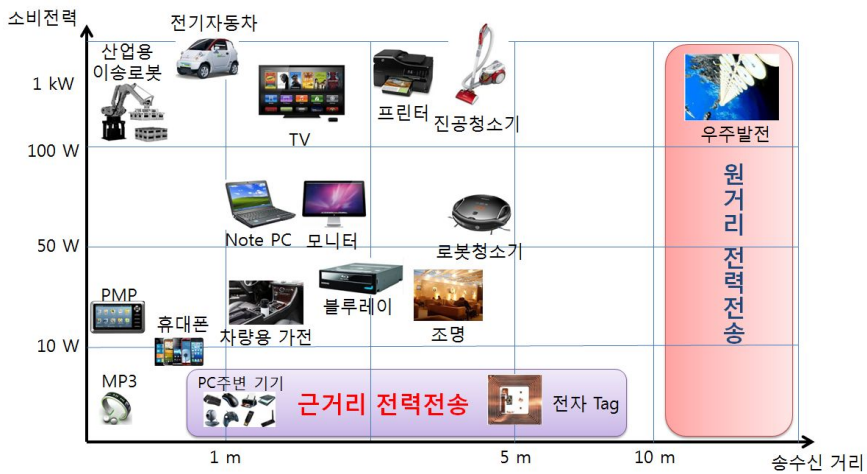 소비전력
전기자동차
산업용
이송로봇
1 kW
TV
프린터
진공청소기
우주발전
100 W
원거리 전력전송
Note PC
모니터
로봇청소기
50 W
PMP
휴대폰
차량용 가전
블루레이
조명
10 W
MP3
PC주변 기기
근거리 전력전송
전자 Tag
1 m
5 m
10 m
송수신 거리